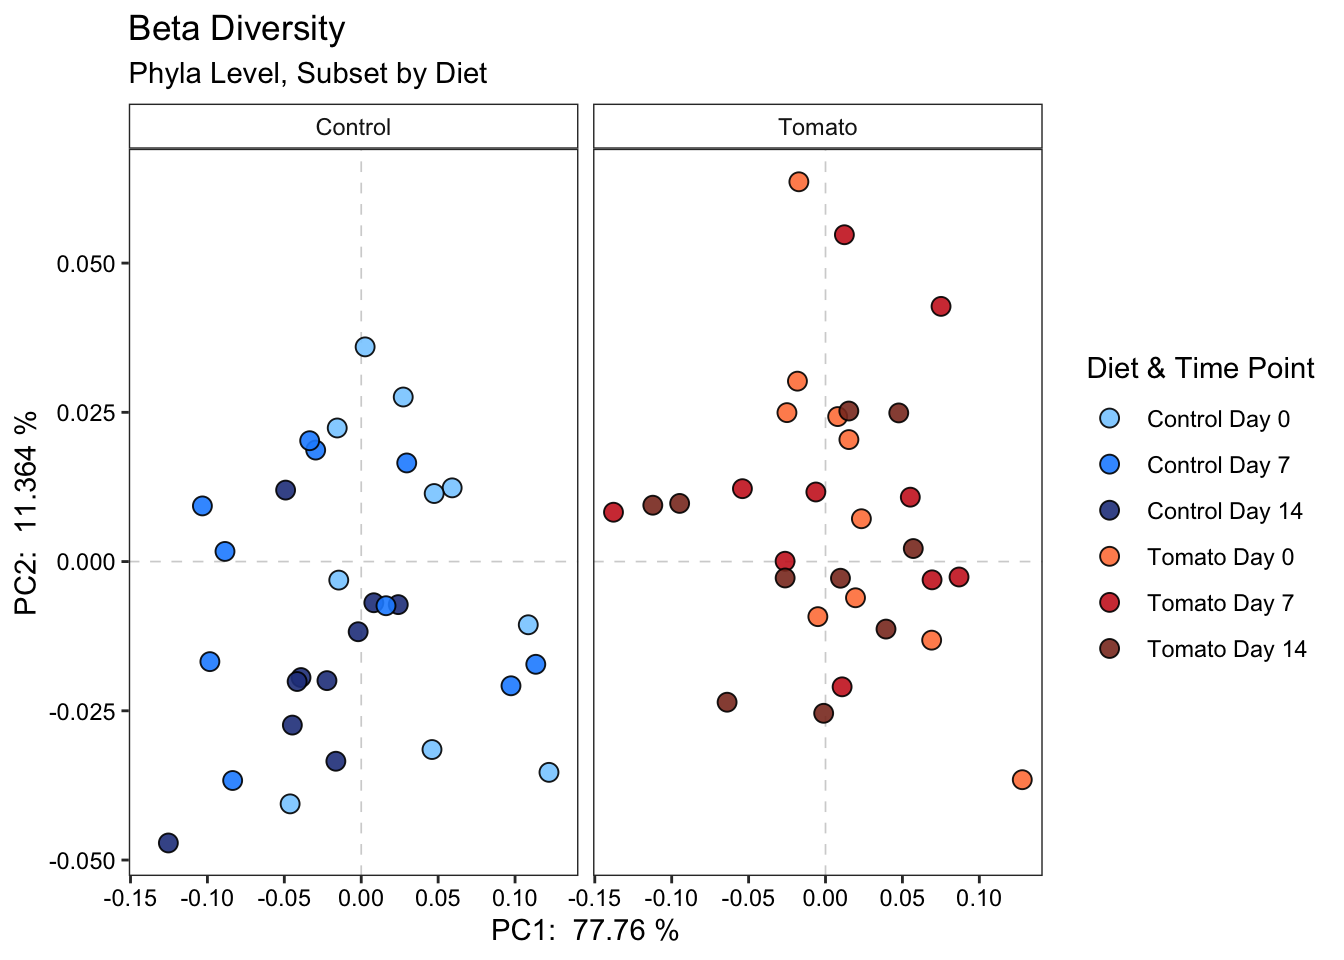 Beta Diversity
Phyla Level, Subset by Diet
Control
Tomato
PC2:  11.364 %
0.050
0.025
0.000
-0.025
-0.050
-0.15 -0.10 -0.05 0.00 0.05 0.10
-0.15 -0.10 -0.05 0.00 0.05 0.10
PC1:  77.76 %
Diet & Time Point
Control Day 0
Control Day 7
Control Day 14
Tomato Day 0
Tomato Day 7
Tomato Day 14